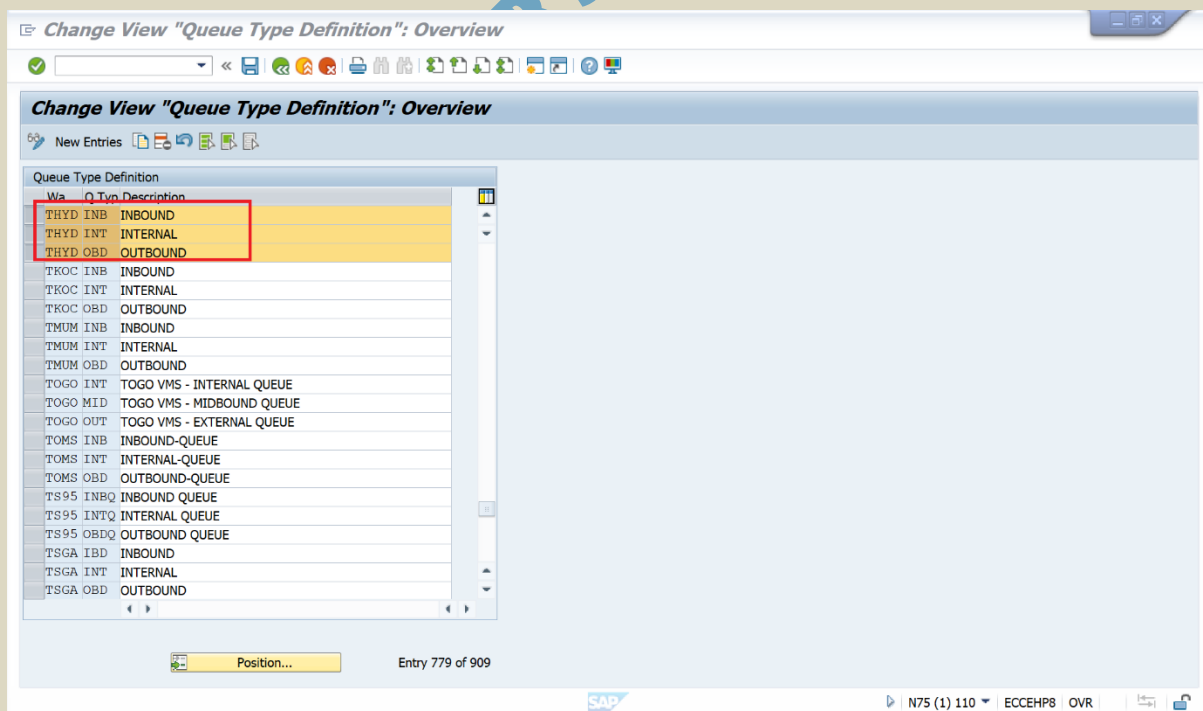 Change View "Queue Type Definition": Overview
Change View "Queue Type Definition": Overview
New Entries
Queue Type Definition
Wa... Q Typ Description
THYD INB INBOUND
THYD INT INTERNAL
THYD OBD OUTBOUND
TKOC INB INBOUND
TKOC INT INTERNAL
TKOC OBD OUTBOUND
TMUM INB INBOUND
TMUM INT INTERNAL
TMUM OBD OUTBOUND
TOGO INT TOGO VMS - INTERNAL QUEUE
TOGO MID TOGO VMS - MIDBOUND QUEUE
TOGO OUT TOGO VMS - EXTERNAL QUEUE
TOMS INB INBOUND-QUEUE
TOMS INT INTERNAL-QUEUE
TOMS OBD OUTBOUND-QUEUE
TS95 INBQ INBOUND QUEUE
TS95 INTQ INTERNAL QUEUE
TS95 OBDQ OUTBOUND QUEUE
TSGA IBD INBOUND
TSGA INT INTERNAL
TSGA OBD OUTBOUND
Position... Entry 779 of 909
SAP N75 (1) 110 ECCEHP8 OVR